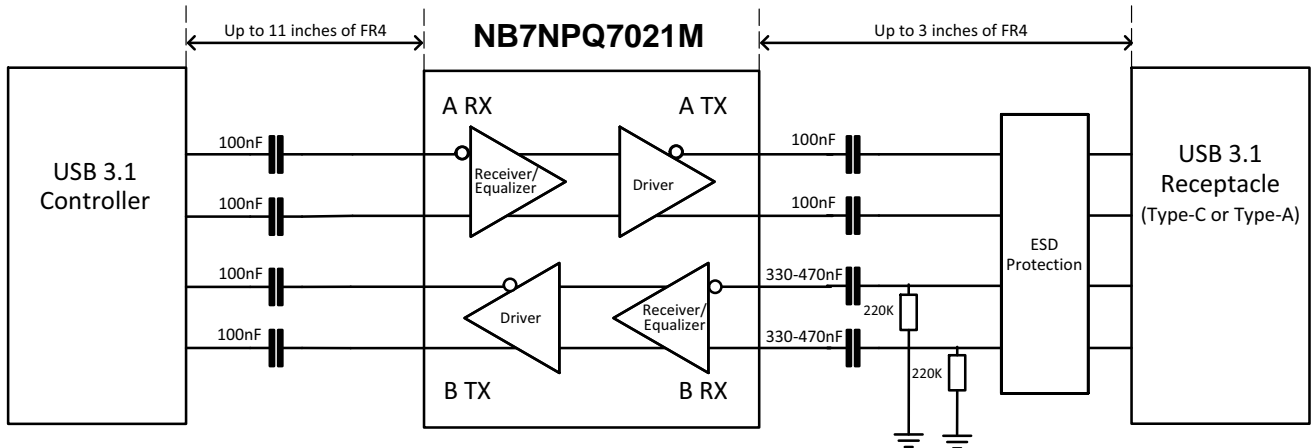 Up to 11 inches of FR4
NB7NPQ7021M
Up to 3 inches of FR4
A RX
A TX
100nF
100nF
USB 3.1
Controller
Receiver/
Equalizer
Driver
USB 3.1
Receptacle
(Type-C or Type-A)
100nF
100nF
ESD
Protection
100nF
330-470nF
Driver
Receiver/
Equalizer
220K
100nF
330-470nF
220K
B TX
B RX